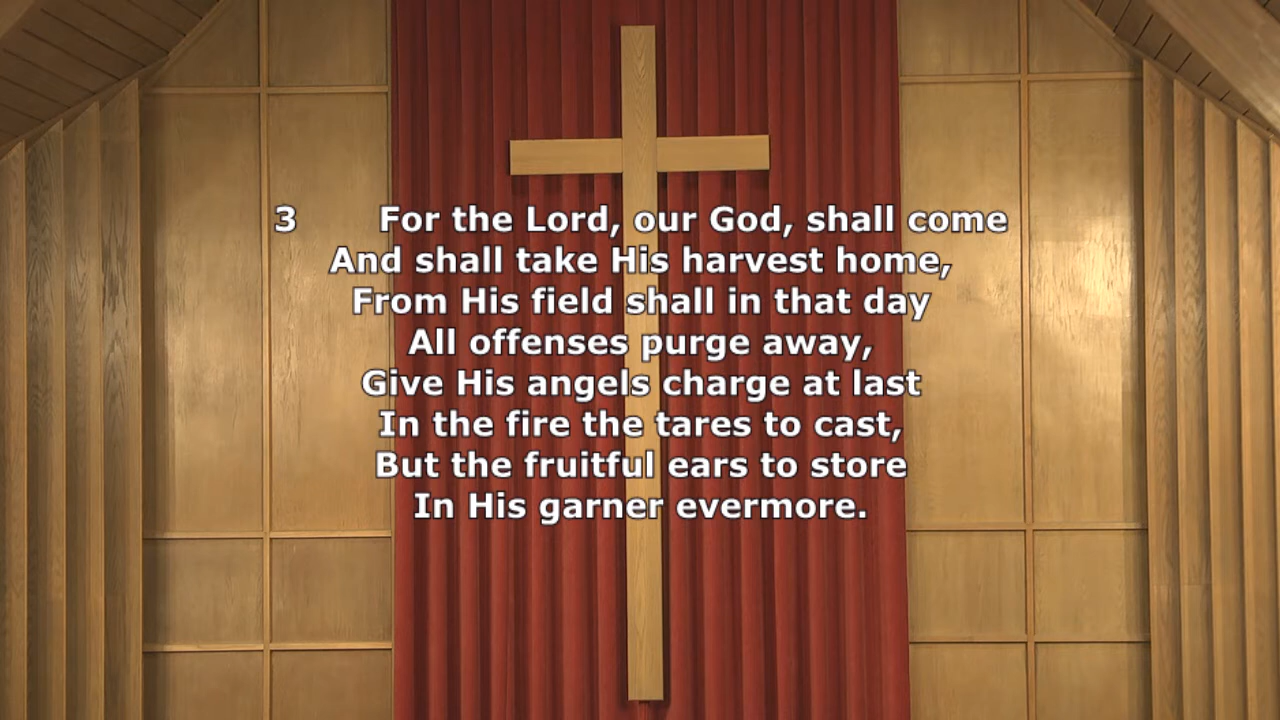 3 For the Lord, our God, shall come
And shall take His harvest home,
From His field shall in that day
All offenses purge away,
Give His angels charge at last
In the fire the tares to cast,
But the fruitful ears to store
In His garner evermore.